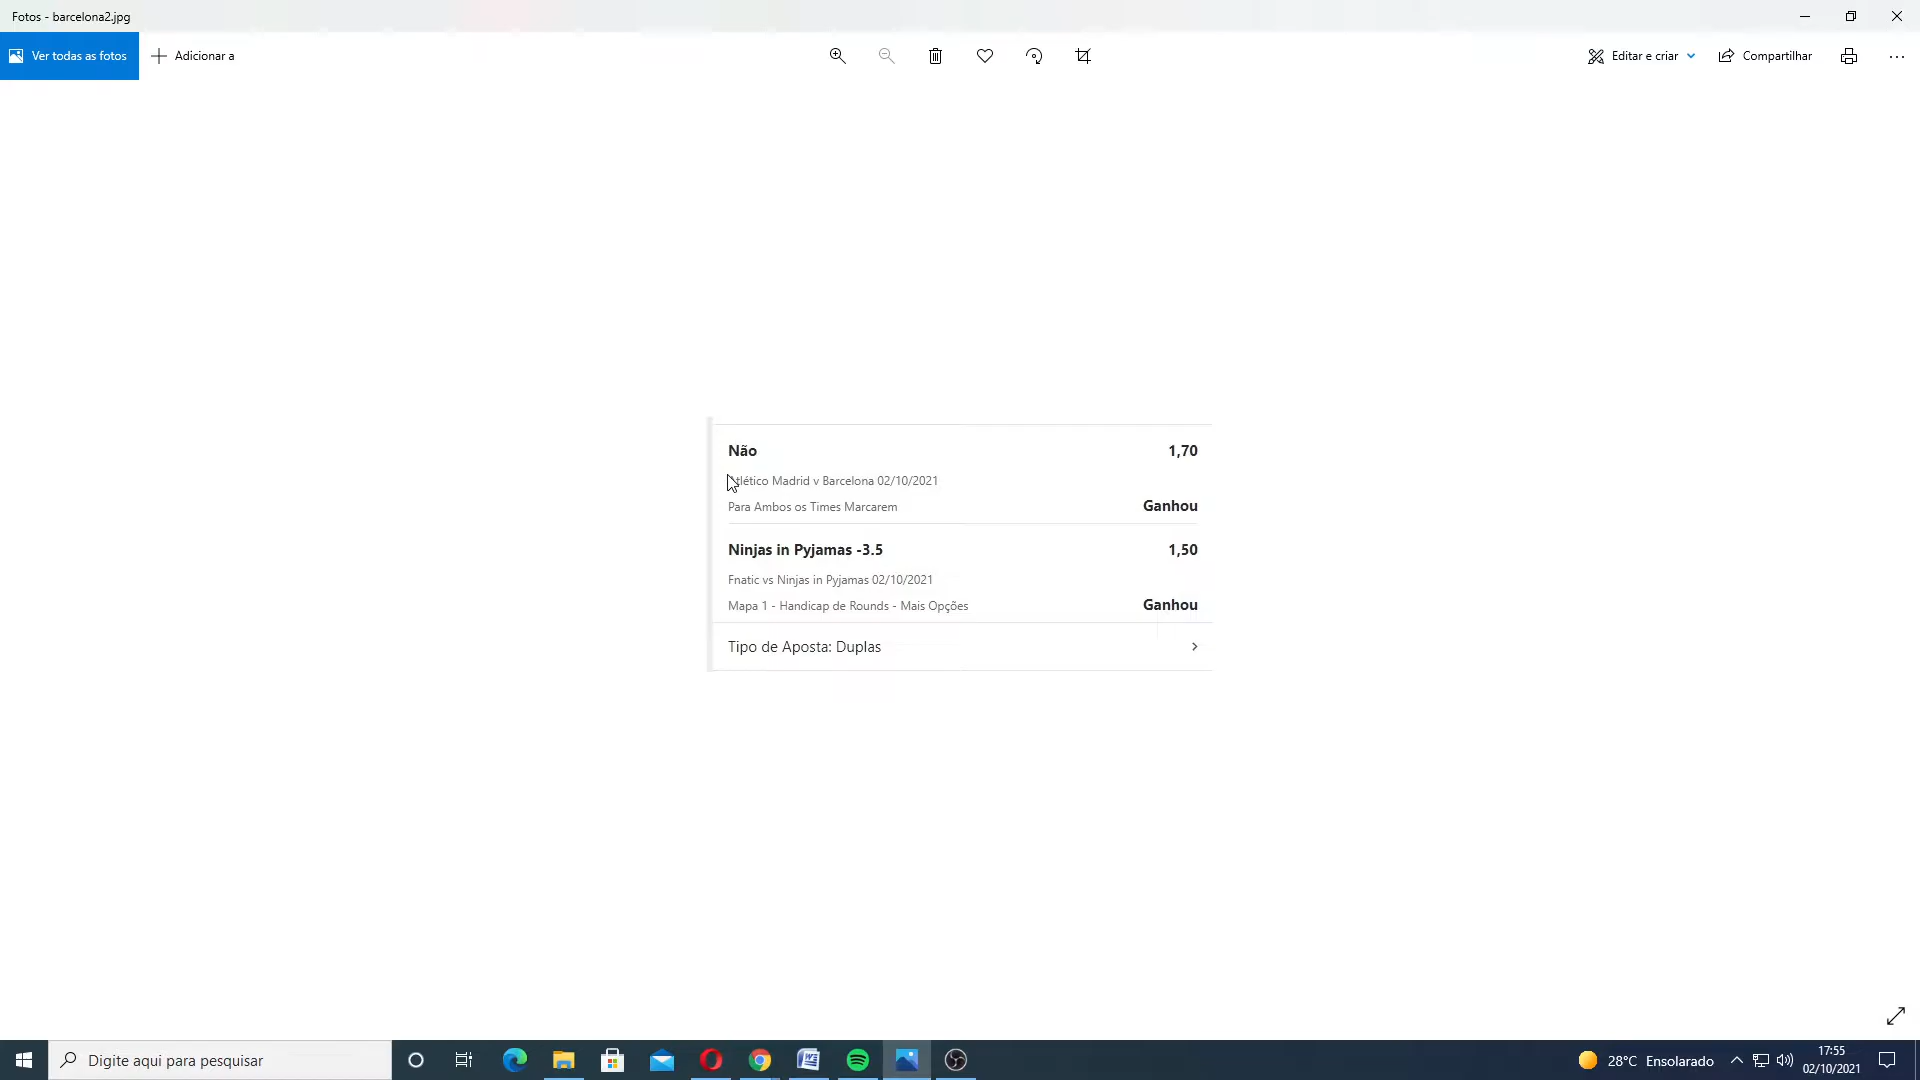 Fotos - barcelona2.jpg
Ver todas as fotos
Adicionar a
Editar e criar
Compartilhar
Não 1,70
tlético Madrid v Barcelona 02/10/2021
Para Ambos os Times Marcarem Ganhou
Ninjas in Pyjamas -3.5 1,50
Fnatic vs Ninjas in Pyjamas 02/10/2021
Mapa 1 - Handicap de Rounds - Mais Opções Ganhou
Tipo de Aposta: Duplas
Digite aqui para pesquisar
28°C Ensolarado
17:55
02/10/2021